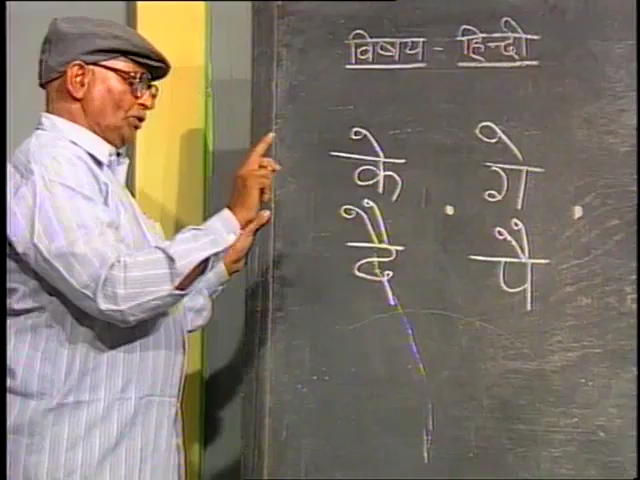 विषय - हिन्दी
के . गे .
दै पै